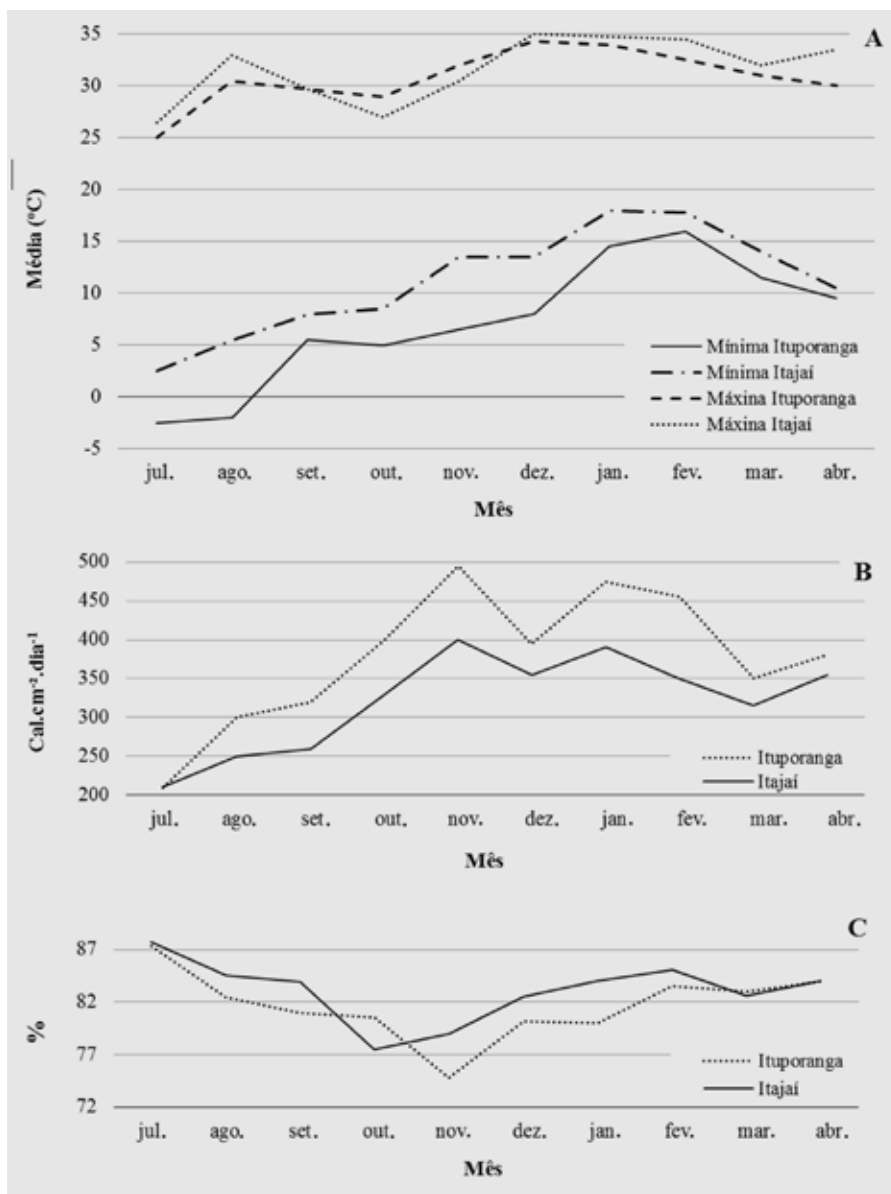 A
35
30
25
20
15
10
5
0
-5
Média (°C)
Mínima Ituporanga
Mínima Itajaí
Máxina Ituporanga
Máxina Itajaí
jul. ago. set. out. nov. dez. jan. fev. mar. abr.
Mês
B
500
450
400
350
300
250
200
Cal.cm⁻².dia⁻¹
Ituporanga
Itajaí
jul. ago. set. out. nov. dez. jan. fev. mar. abr.
Mês
C
87
82
77
72
%
Ituporanga
Itajaí
jul. ago. set. out. nov. dez. jan. fev. mar. abr.
Mês